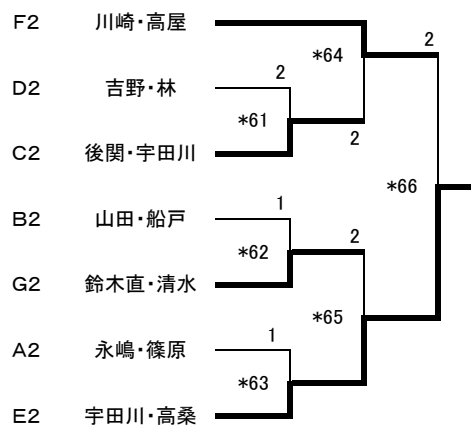 F2 川崎・高屋
2
*64
2
D2 吉野・林
*61
2
C2 後関・宇田川
*66
1
B2 山田・船戸
2
*62
G2 鈴木直・清水
*65
1
A2 永嶋・篠原
*63
E2 宇田川・高桑